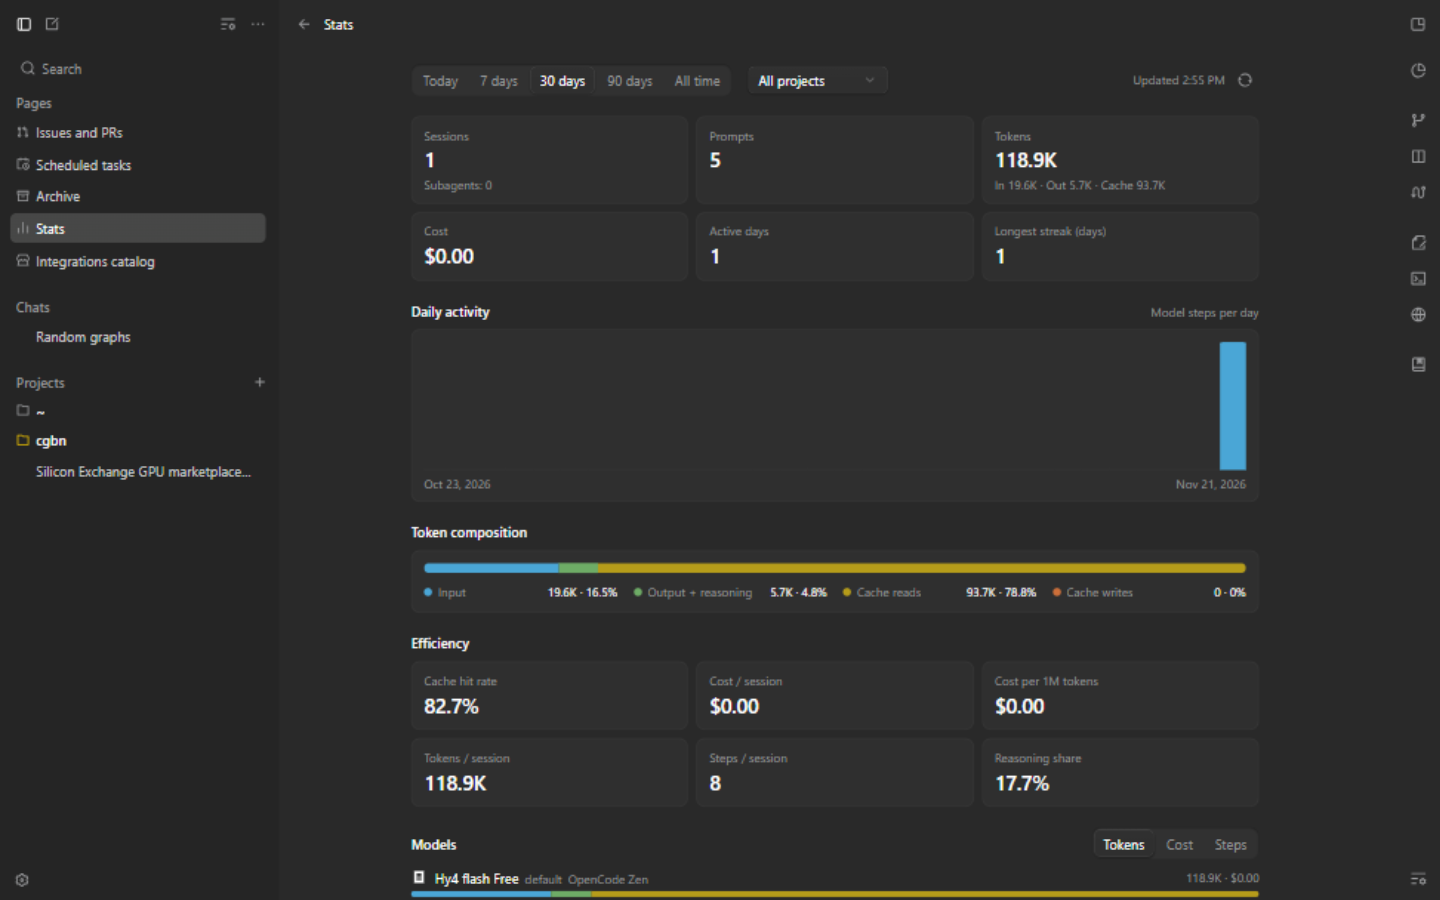 Stats
Search
Pages
Issues and PRs
Scheduled tasks
Archive
Stats
Integrations catalog
Chats
Random graphs
Projects
~
cgbn
Silicon Exchange GPU marketplace...
Today 7 days 30 days 90 days All time All projects Updated 2:55 PM
Sessions
1
Subagents: 0
Prompts
5
Tokens
118.9K
In 19.6K · Out 5.7K · Cache 93.7K
Cost
$0.00
Active days
1
Longest streak (days)
1
Daily activity Model steps per day
Oct 23, 2026 Nov 21, 2026
Token composition
Input 19.6K · 16.5% Output + reasoning 5.7K · 4.8% Cache reads 93.7K · 78.8% Cache writes 0 · 0%
Efficiency
Cache hit rate
82.7%
Cost / session
$0.00
Cost per 1M tokens
$0.00
Tokens / session
118.9K
Steps / session
8
Reasoning share
17.7%
Models Tokens Cost Steps
Hy4 flash Free default OpenCode Zen 118.9K · $0.00